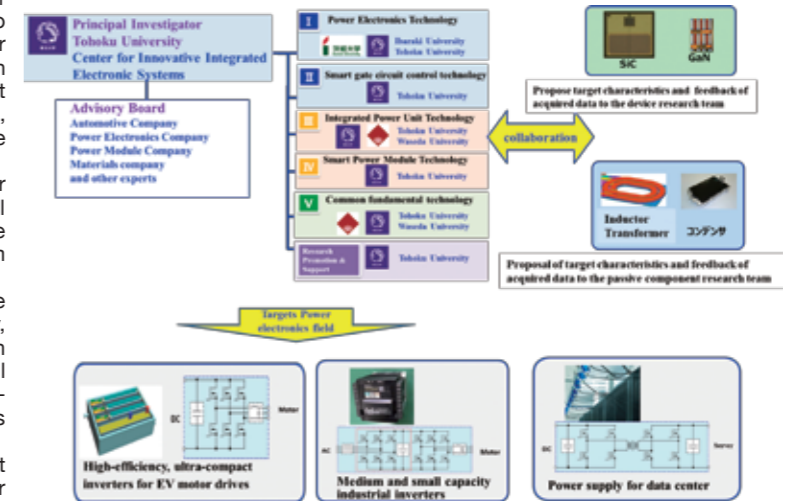 Principal Investigator
Tohoku University
Center for Innovative Integrated
Electronic Systems
Advisory Board
Automotive Company
Power Electronics Company
Power Module Company
Materials company
and other experts
I
Power Electronics Technology
Ibaraki University
Tohoku University
II
Smart gate circuit control technology
Tohoku University
III
Integrated Power Unit Technology
Tohoku University
Waseda University
IV
Smart Power Module Technology
Tohoku University
V
Common fundamental technology
Tohoku University
Waseda University
Research
Promotion &
Support
Tohoku University
collaboration
SiC
GaN
Propose target characteristics and feedback of
acquired data to the device research team
Inductor
Transformer
コンデンサ
Proposal of target characteristics and feedback of
acquired data to the passive component research team
Targets Power
electronics field
DC
Motor
High-efficiency, ultra-compact
inverters for EV motor drives
AC
Motor
Medium and small capacity
industrial inverters
DC
Server
Power supply for data center